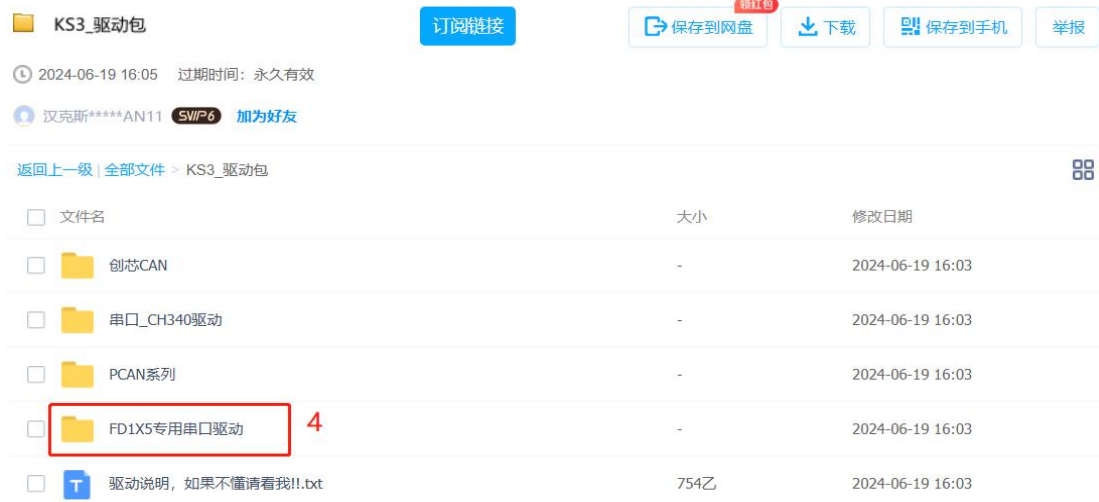 KS3_驱动包 订阅链接 领红包 保存到网盘 下载 保存到手机 举报
2024-06-19 16:05 过期时间：永久有效
汉克斯*****AN11 SVIP6 加为好友
返回上一级 | 全部文件 > KS3_驱动包
文件名 大小 修改日期
创芯CAN - 2024-06-19 16:03
串口_CH340驱动 - 2024-06-19 16:03
PCAN系列 - 2024-06-19 16:03
FD1X5专用串口驱动 4 - 2024-06-19 16:03
T 驱动说明，如果不懂请看我!!.txt 754乙 2024-06-19 16:03